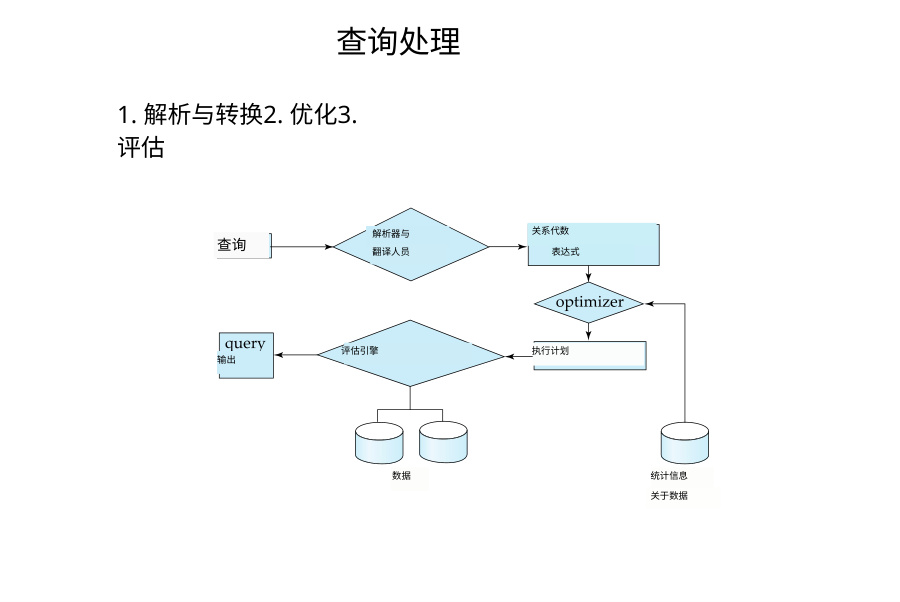 查询处理
1. 解析与转换2. 优化3.
评估
查询
解析器与
翻译人员
关系代数
表达式
optimizer
query
输出
评估引擎
执行计划
数据
统计信息
关于数据